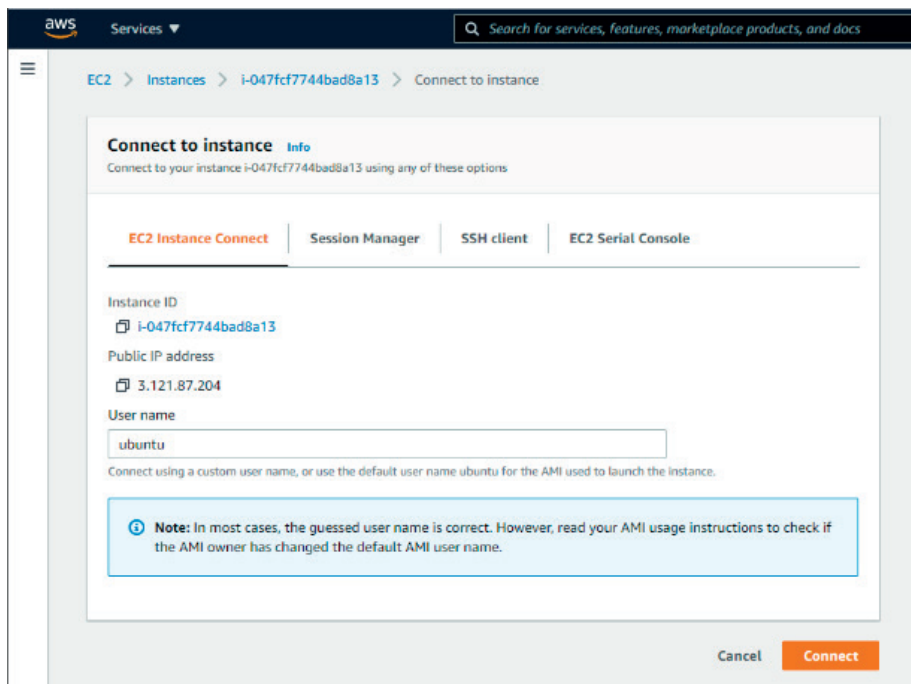 aws Services ▼ Search for services, features, marketplace products, and docs
EC2 > Instances > i-047fcf7744bad8a13 > Connect to instance
Connect to instance Info
Connect to your instance i-047fcf7744bad8a13 using any of these options
EC2 Instance Connect Session Manager SSH client EC2 Serial Console
Instance ID
i-047fcf7744bad8a13
Public IP address
3.121.87.204
User name
ubuntu
Connect using a custom user name, or use the default user name ubuntu for the AMI used to launch the instance.
Note: In most cases, the guessed user name is correct. However, read your AMI usage instructions to check if
the AMI owner has changed the default AMI user name.
Cancel Connect